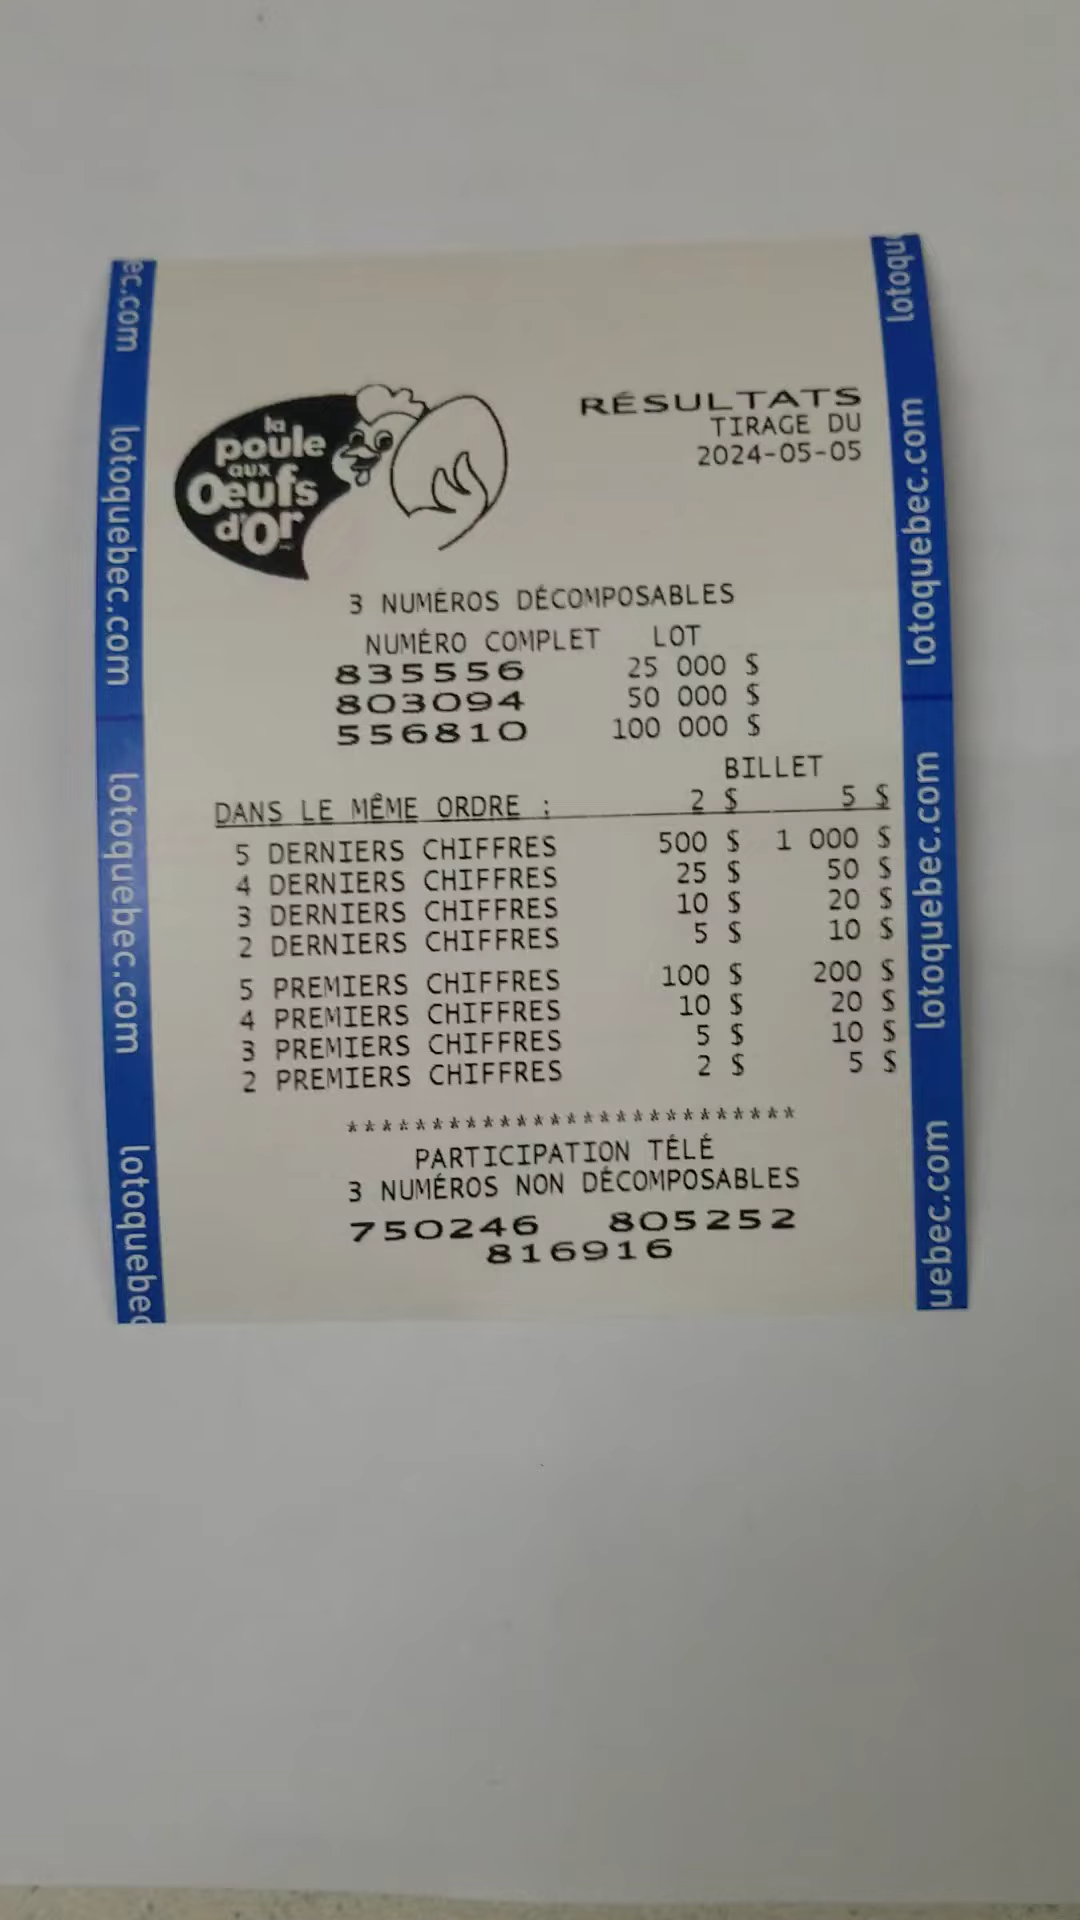 la
poule
aux
Oeufs
d'Or
RÉSULTATS
TIRAGE DU
2024-05-05
3 NUMÉROS DÉCOMPOSABLES
NUMÉRO COMPLET LOT
835556 25 000 $
803094 50 000 $
556810 100 000 $
BILLET
DANS LE MÊME ORDRE : 2 $ 5 $
5 DERNIERS CHIFFRES 500 $ 1 000 $
4 DERNIERS CHIFFRES 25 $ 50 $
3 DERNIERS CHIFFRES 10 $ 20 $
2 DERNIERS CHIFFRES 5 $ 10 $
5 PREMIERS CHIFFRES 100 $ 200 $
4 PREMIERS CHIFFRES 10 $ 20 $
3 PREMIERS CHIFFRES 5 $ 10 $
2 PREMIERS CHIFFRES 2 $ 5 $
***************************
PARTICIPATION TÉLÉ
3 NUMÉROS NON DÉCOMPOSABLES
750246 805252
816916
ec.com
lotoquebec.com
lotoquebec.com
lotoquebec
lotoqu
lotoquebec.com
lotoquebec.com
uebec.com